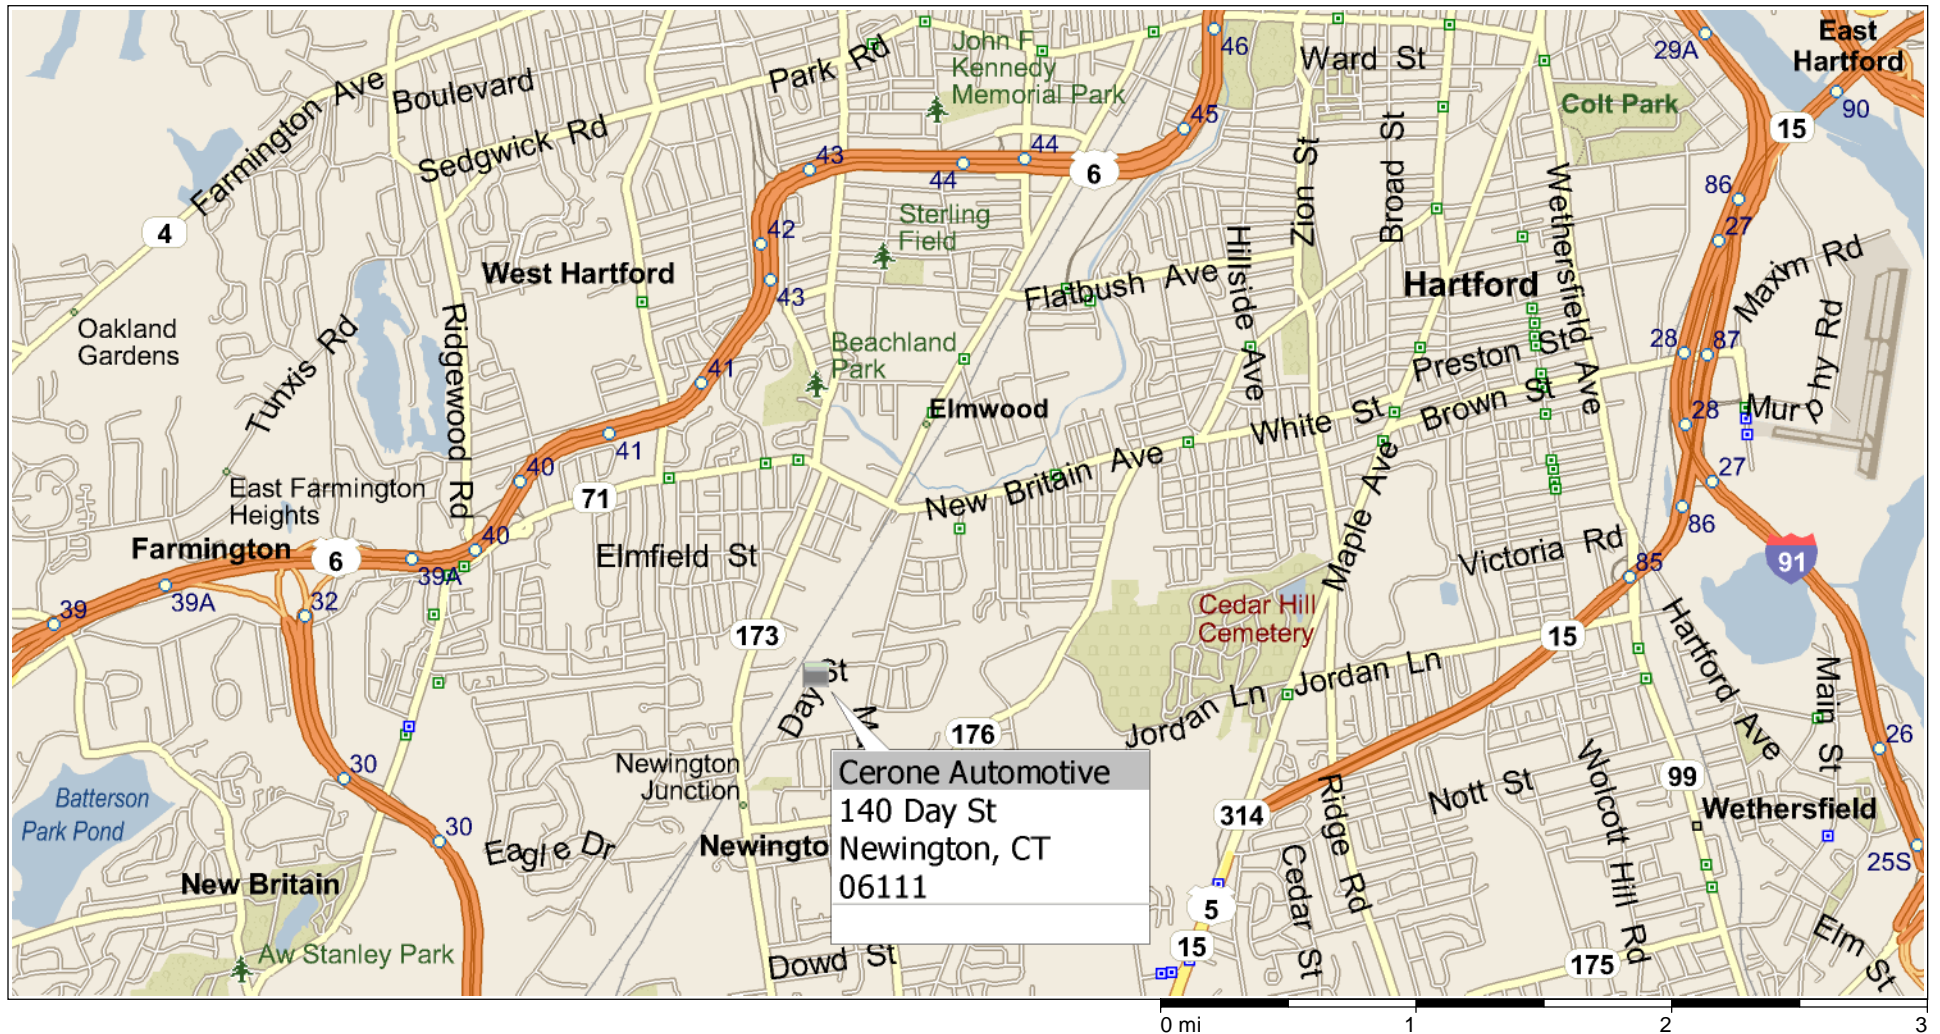 46
29A
East
Hartford
John F
Kennedy
Memorial Park
Ward St
Park Rd
Farmington Ave
Boulevard
Colt Park
90
15
45
Sedgwick Rd
43
44
44
6
Zion St
Broad St
Wethersfield Ave
86
4
Sterling
Field
42
27
West Hartford
Hillside Ave
Maxim Rd
Flatbush Ave
Hartford
43
Oakland
Gardens
Tunxis Rd
Ridgewood Rd
Beachland
Park
28
87
Murphy Rd
Preston St
41
Elmwood
White St
Brown St
28
Murp
41
40
New Britain Ave
27
East Farmington
Heights
71
Maple Ave
86
Farmington
6
40
Elmfield St
Victoria Rd
85
91
39A
39A
32
39
Cedar Hill
Cemetery
173
15
Hartford Ave
Day St
M
Jordan Ln
Jordan Ln
Main St
176
26
Newington
Junction
30
Cerone Automotive
140 Day St
Newington, CT
06111
Batterson
Park Pond
314
Ridge Rd
Nott St
Wolcott Hill Rd
99
Wethersfield
30
Eagle Dr
Newingto
25S
New Britain
Cedar St
5
15
Aw Stanley Park
Dowd St
175
Elm St
0 mi
1
2
3